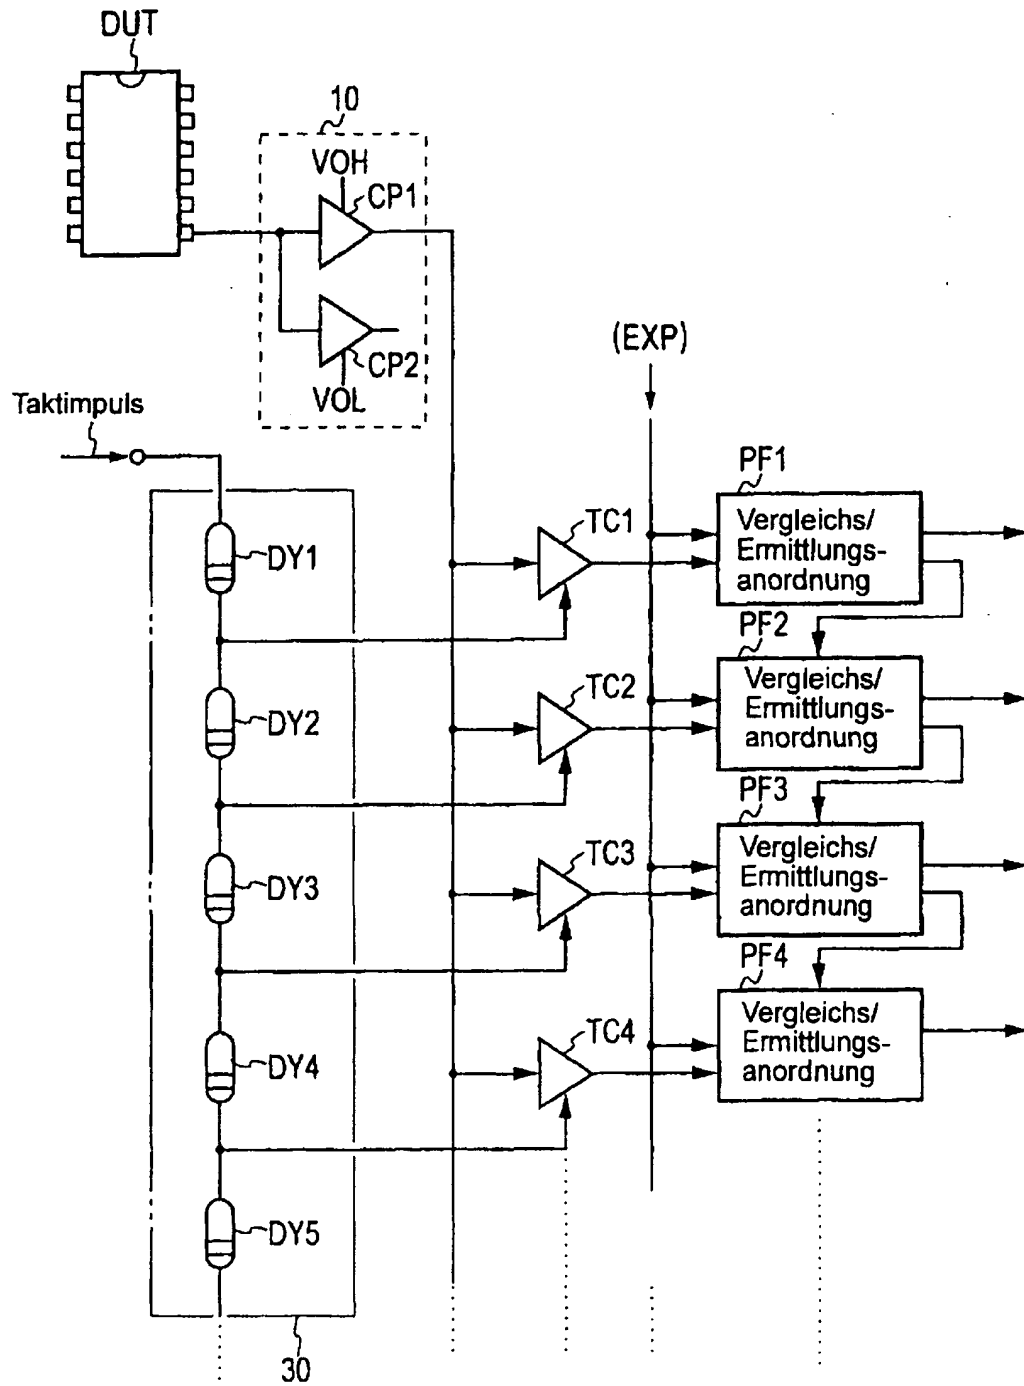 DUT
10
VOH
CP1
CP2
VOL
(EXP)
Taktimpuls
PF1
Vergleichs/
Ermittlungs-
anordnung
TC1
DY1
PF2
Vergleichs/
Ermittlungs-
anordnung
TC2
DY2
PF3
Vergleichs/
Ermittlungs-
anordnung
TC3
DY3
PF4
Vergleichs/
Ermittlungs-
anordnung
TC4
DY4
DY5
30